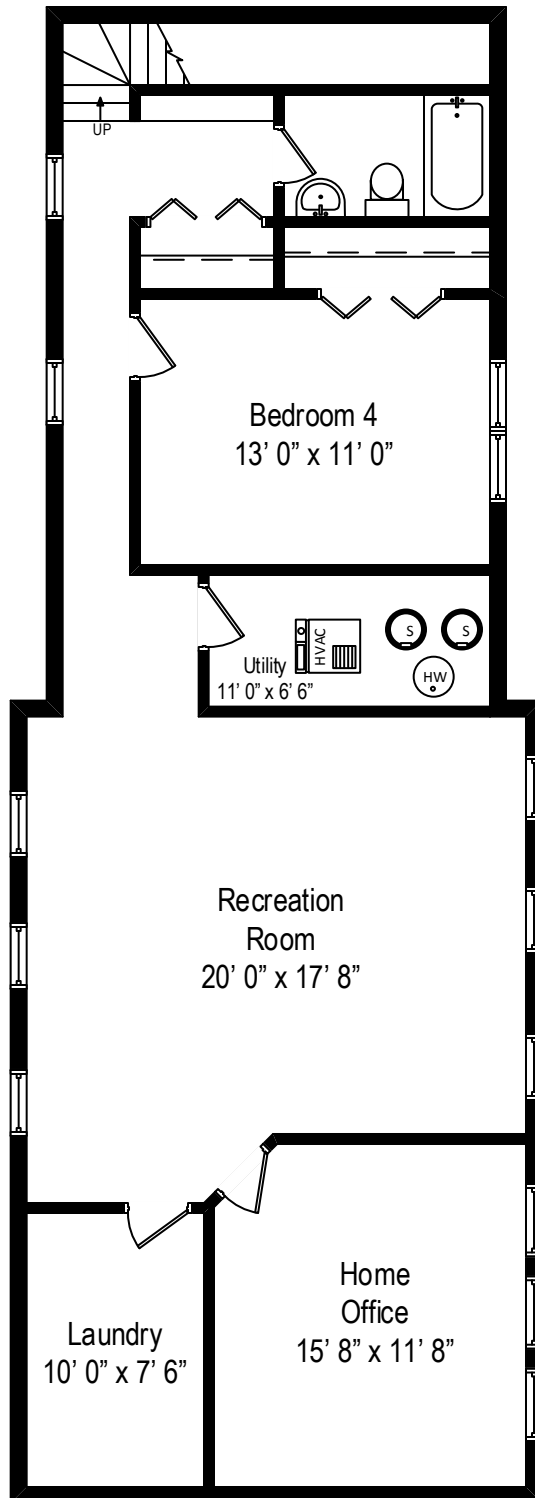 UP
Bedroom 4
13’ 0” x 11’ 0”
HVAC
S
S
Utility
HW
11’ 0” x 6’ 6”
Recreation
Room
20’ 0” x 17’ 8”
Home
Office
15’ 8” x 11’ 8”
Laundry
10’ 0” x 7’ 6”